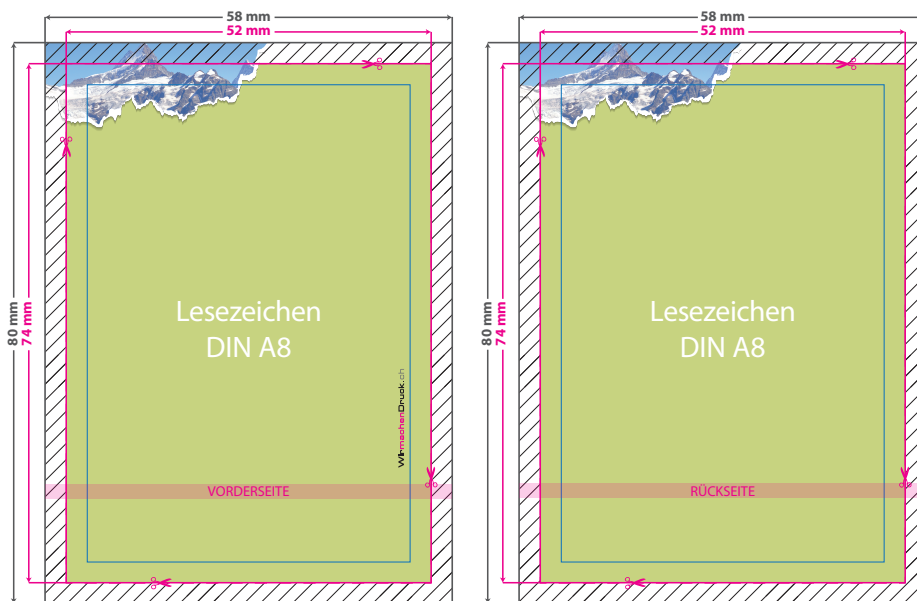 58 mm
52 mm
80 mm
74 mm
Lesezeichen
DIN A8
WirmachenDruck.ch
VORDERSEITE
58 mm
52 mm
80 mm
74 mm
Lesezeichen
DIN A8
RÜCKSEITE